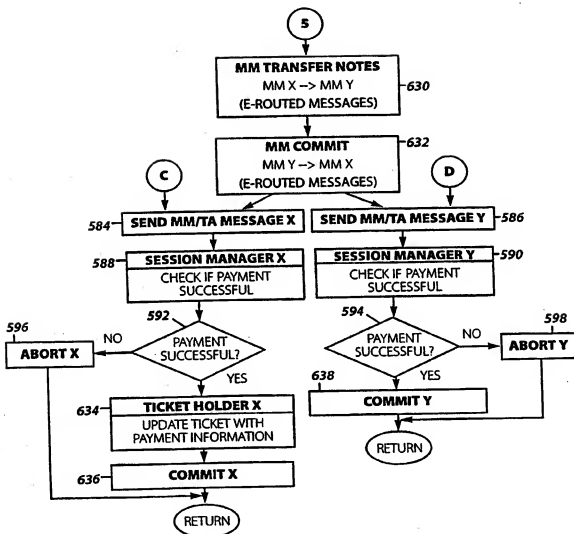 5
MM TRANSFER NOTES
MM X --> MM Y
(E-ROUTED MESSAGES)
630
MM COMMIT
MM Y --> MM X
(E-ROUTED MESSAGES)
632
C
D
584
SEND MM/TA MESSAGE X
SEND MM/TA MESSAGE Y
586
588
SESSION MANAGER X
CHECK IF PAYMENT
SUCCESSFUL
SESSION MANAGER Y
CHECK IF PAYMENT
SUCCESSFUL
590
592
PAYMENT
SUCCESSFUL?
NO
YES
596
ABORT X
594
PAYMENT
SUCCESSFUL?
NO
YES
598
ABORT Y
634
TICKET HOLDER X
UPDATE TICKET WITH
PAYMENT INFORMATION
638
COMMIT Y
RETURN
636
COMMIT X
RETURN